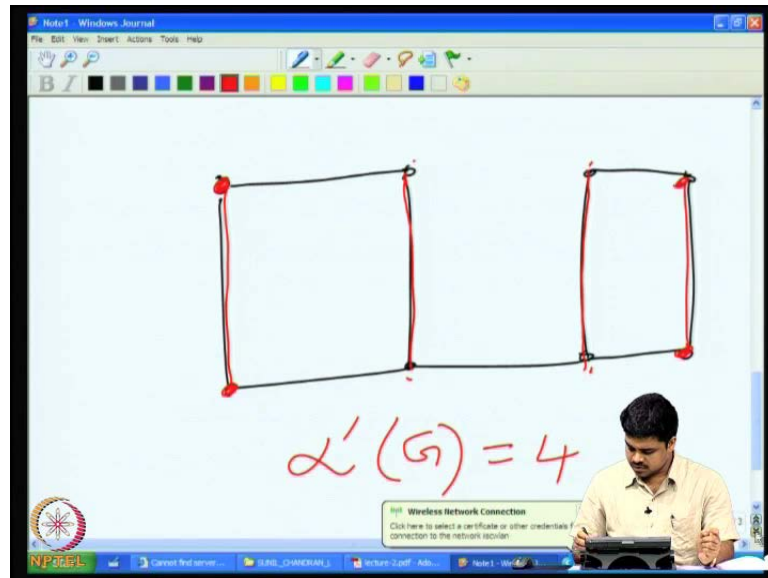 Note1 - Windows Journal
File Edit View Insert Actions Tools Help
B I
α'(G) = 4
Wireless Network Connection
Click here to select a certificate or other credentials
connection to the network iscxlan
NPTEL
Cannot find server...
SUNIL_CHANDRAN_L
lecture-2.pdf - Ado...
Note1 - Wi